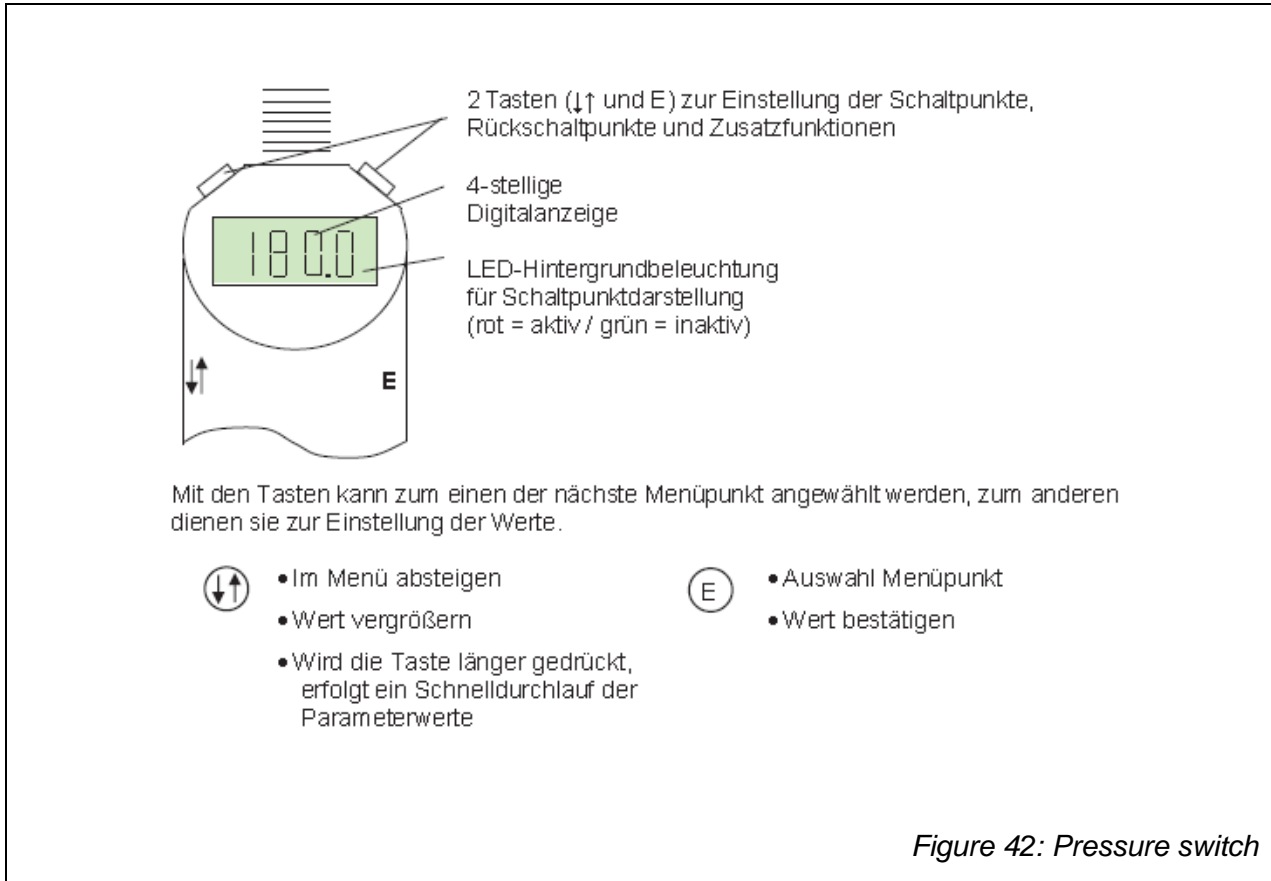 2 Tasten (↓↑ und E) zur Einstellung der Schaltpunkte,
Rückschaltpunkte und Zusatzfunktionen
4-stellige
Digitalanzeige
180.0
LED-Hintergrundbeleuchtung
für Schaltpunktdarstellung
(rot = aktiv / grün = inaktiv)
↓↑ E
Mit den Tasten kann zum einen der nächste Menüpunkt angewählt werden, zum anderen
dienen sie zur Einstellung der Werte.
↓↑ • Im Menü absteigen
• Wert vergrößern
• Wird die Taste länger gedrückt,
erfolgt ein Schnelldurchlauf der
Parameterwerte
E • Auswahl Menüpunkt
• Wert bestätigen
Figure 42: Pressure switch